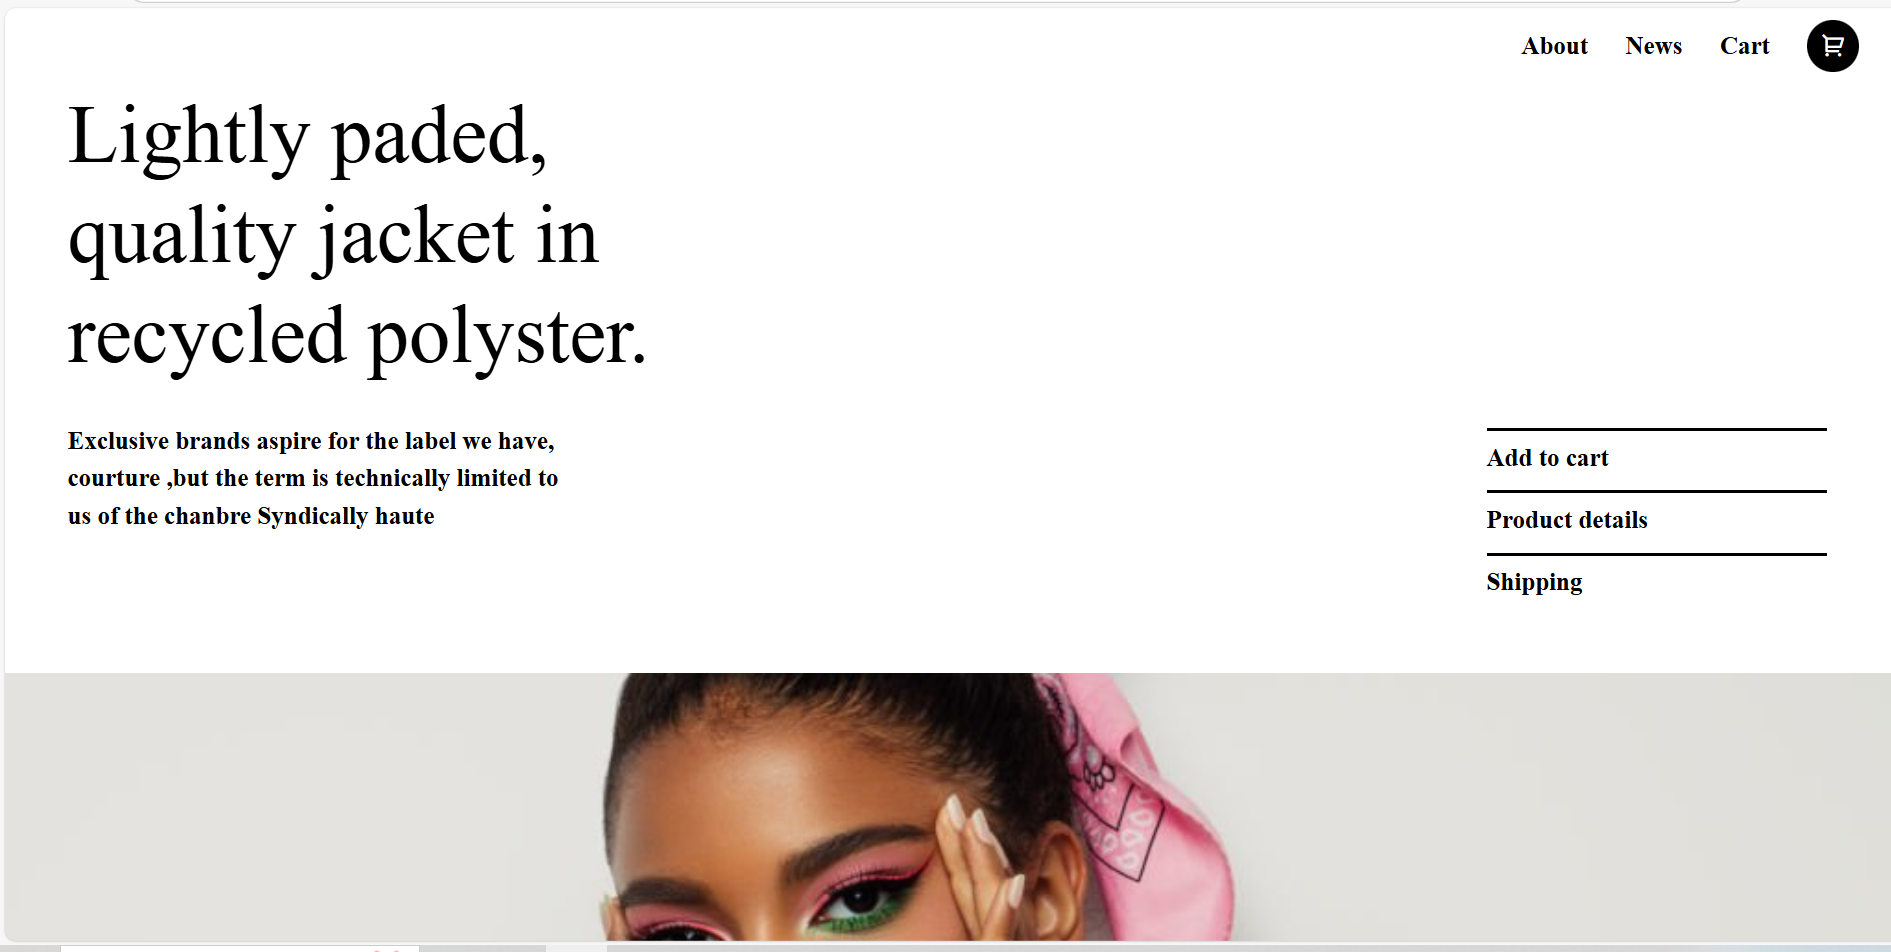 About News Cart
Lightly paded,
quality jacket in
recycled polyster.
Exclusive brands aspire for the label we have,
courture ,but the term is technically limited to
us of the chanbre Syndically haute
Add to cart
Product details
Shipping